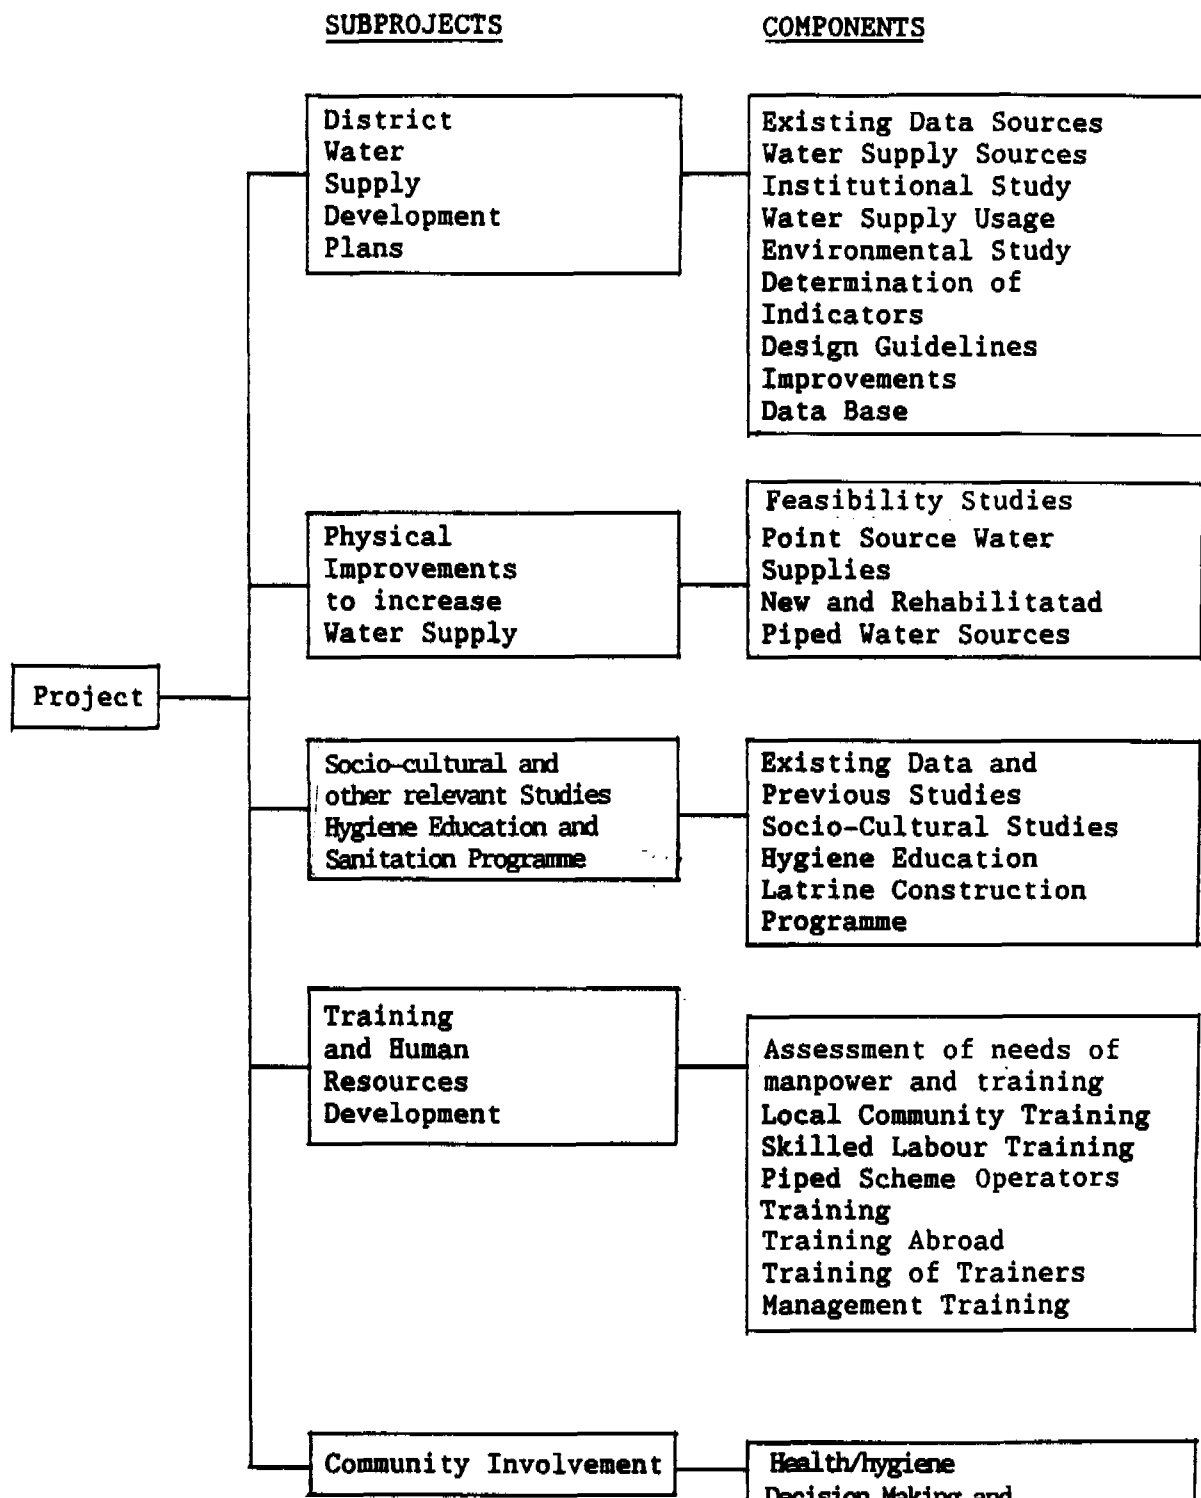 SUBPROJECTS
COMPONENTS
District
Water
Supply
Development
Plans
Existing Data Sources
Water Supply Sources
Institutional Study
Water Supply Usage
Environmental Study
Determination of
Indicators
Design Guidelines
Improvements
Data Base
Physical
Improvements
to increase
Water Supply
Feasibility Studies
Point Source Water
Supplies
New and Rehabilitatad
Piped Water Sources
Project
Socio-cultural and
other relevant Studies
Hygiene Education and
Sanitation Programme
Existing Data and
Previous Studies
Socio-Cultural Studies
Hygiene Education
Latrine Construction
Programme
Training
and Human
Resources
Development
Assessment of needs of
manpower and training
Local Community Training
Skilled Labour Training
Piped Scheme Operators
Training
Training Abroad
Training of Trainers
Management Training
Community Involvement
Health/hygiene
Decision Making and